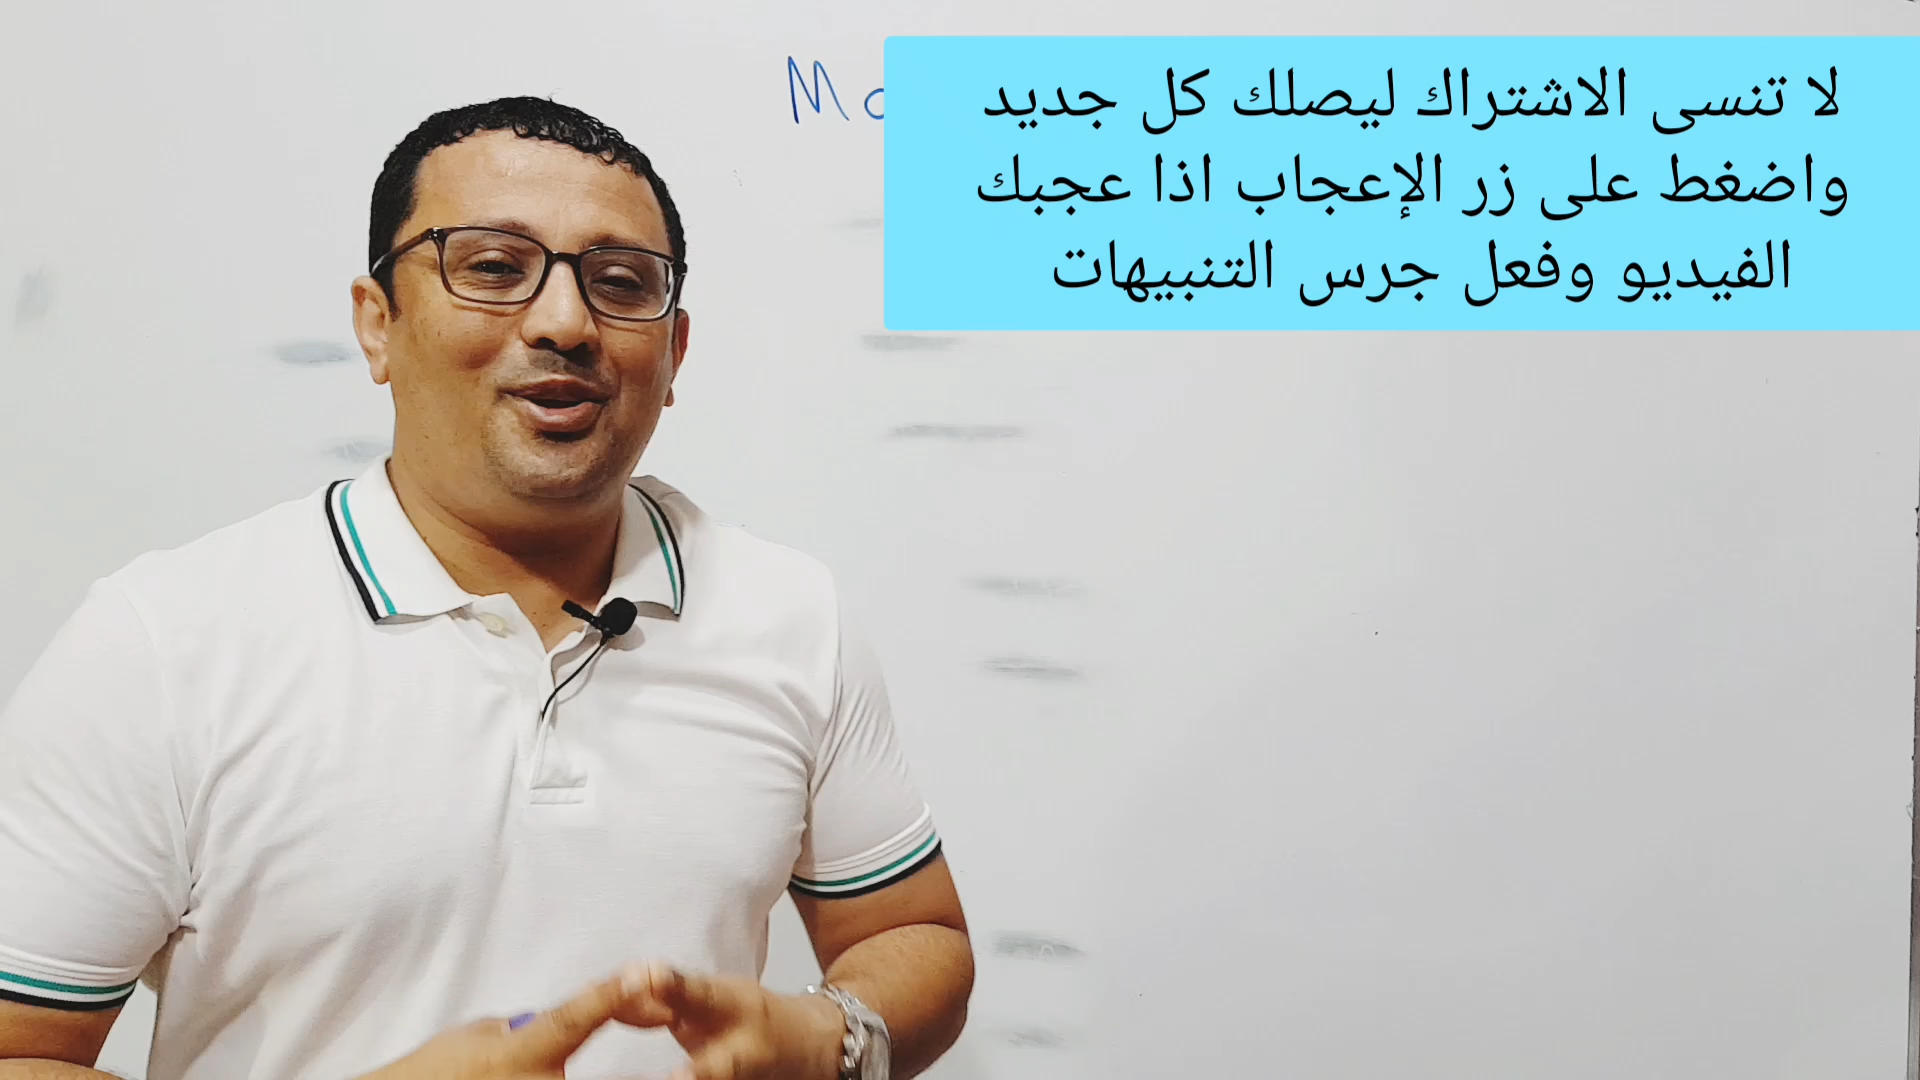 لا تنسى الاشتراك ليصلك كل جديد
واضغط على زر الإعجاب اذا عجبك
الفيديو وفعل جرس التنبيهات